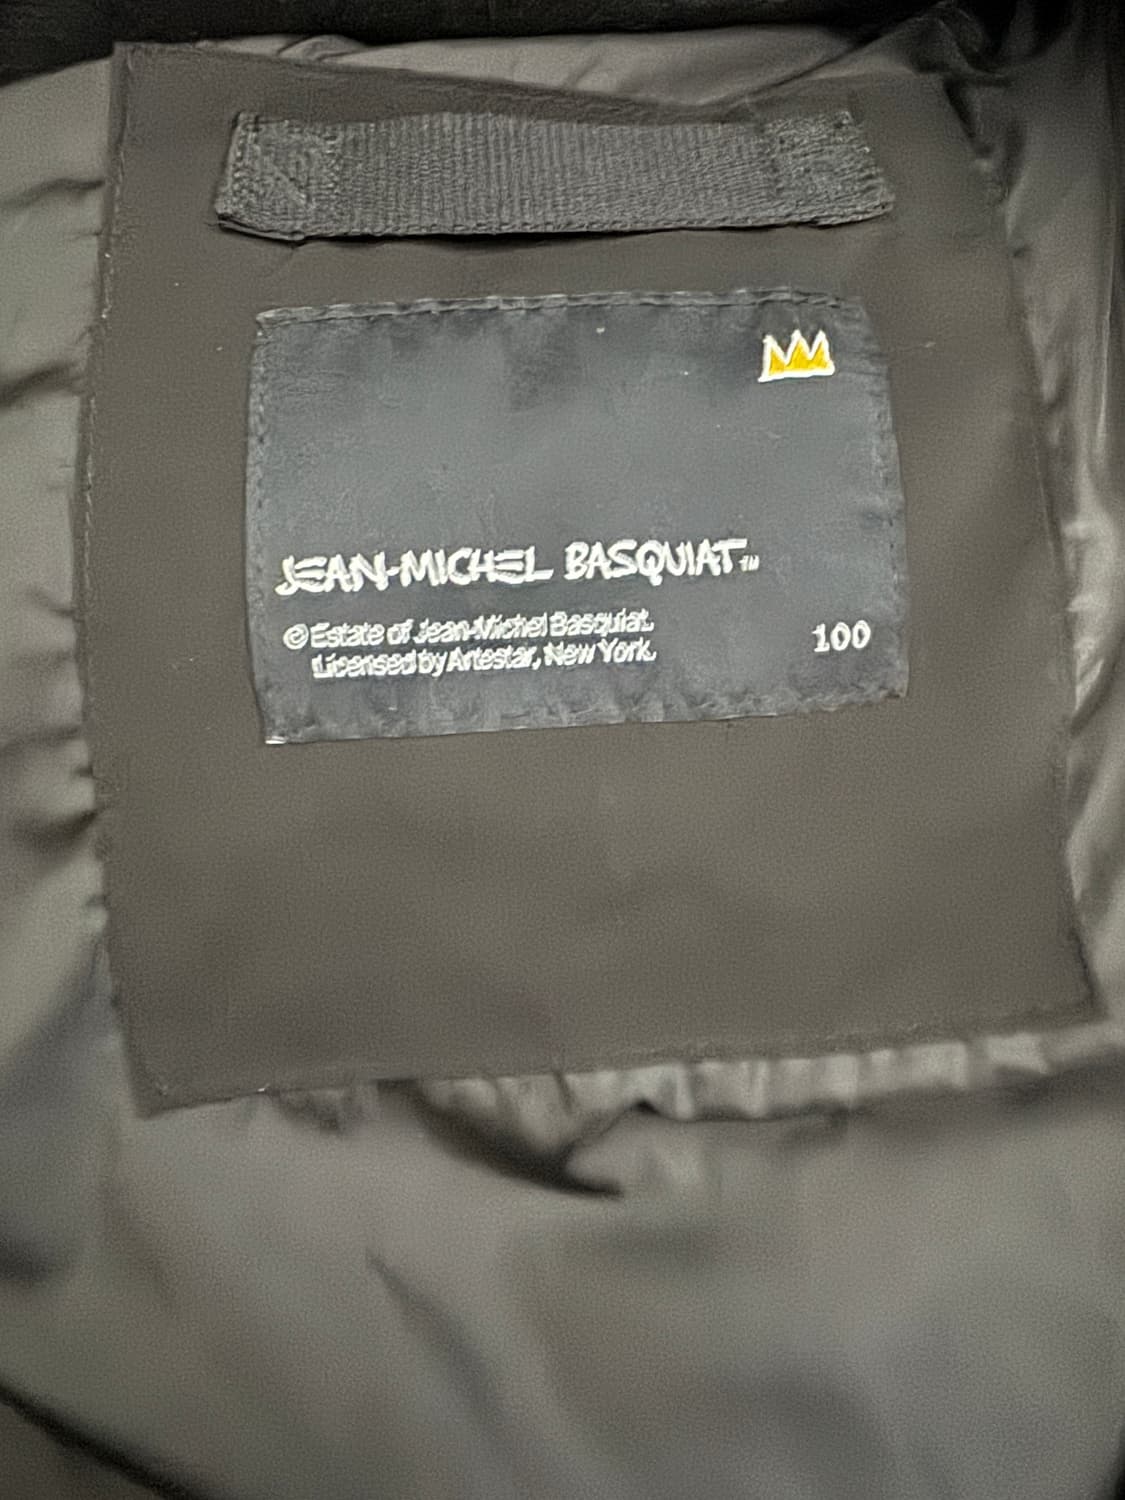 JEAN-MICHEL BASQUIAT™
© Estate of Jean-Michel Basquiat.
Licensed by Artestar, New York.
100